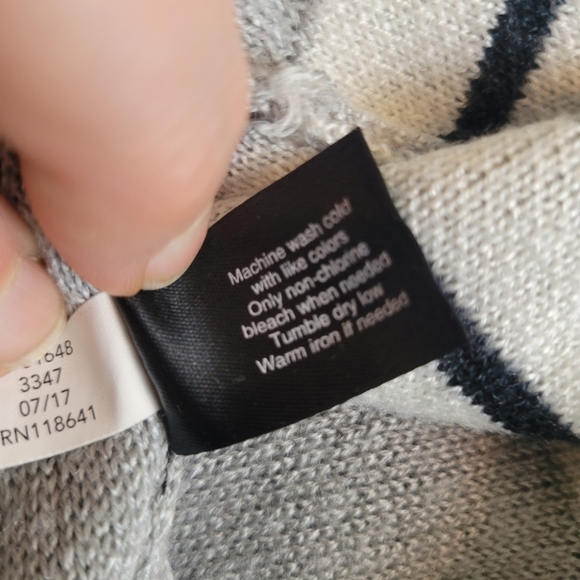 Machine wash cold
with like colors
Only non-chlorine
bleach when needed
Tumble dry low
Warm iron if needed
1648
3347
07/17
RN118641